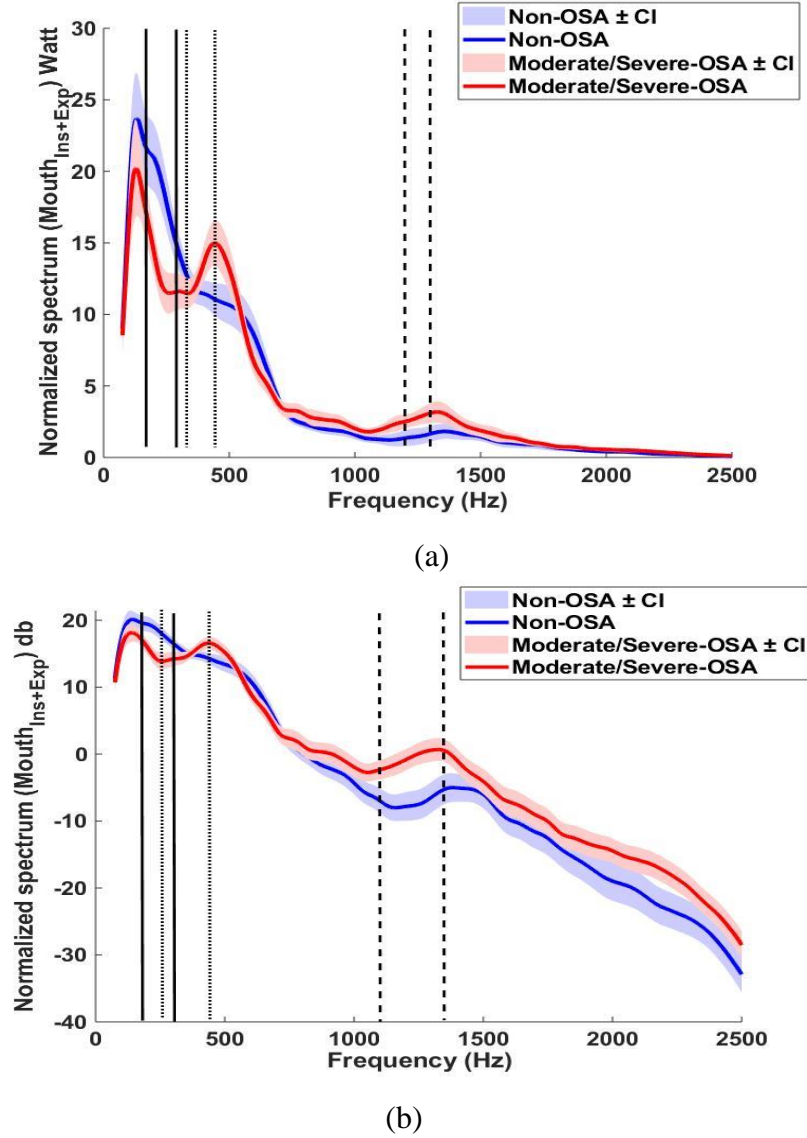 Normalized spectrum (Mouth_Ins+Exp) Watt
30
25
20
15
10
5
0
Non-OSA ± CI
Non-OSA
Moderate/Severe-OSA ± CI
Moderate/Severe-OSA
0 500 1000 1500 2000 2500
Frequency (Hz)
(a)
Normalized spectrum (Mouth_Ins+Exp) db
20
10
0
-10
-20
-30
-40
Non-OSA ± CI
Non-OSA
Moderate/Severe-OSA ± CI
Moderate/Severe-OSA
0 500 1000 1500 2000 2500
Frequency (Hz)
(b)